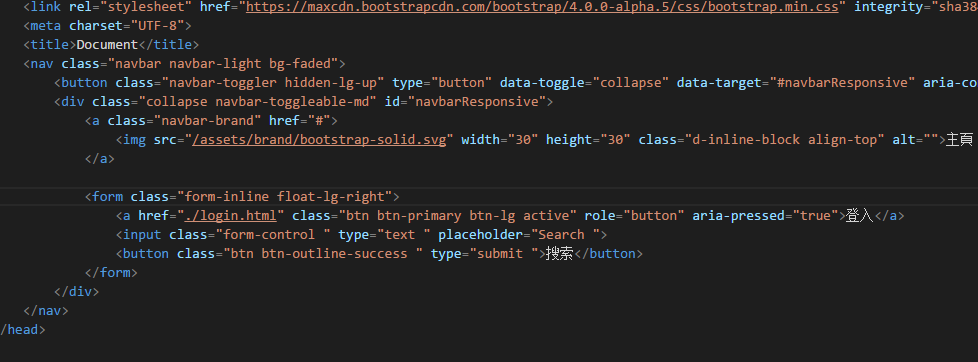 <link rel="stylesheet" href="https://maxcdn.bootstrapcdn.com/bootstrap/4.0.0-alpha.5/css/bootstrap.min.css" integrity="sha38
<meta charset="UTF-8">
<title>Document</title>
<nav class="navbar navbar-light bg-faded">
<button class="navbar-toggler hidden-lg-up" type="button" data-toggle="collapse" data-target="#navbarResponsive" aria-co
<div class="collapse navbar-toggleable-md" id="navbarResponsive">
<a class="navbar-brand" href="#">
<img src="/assets/brand/bootstrap-solid.svg" width="30" height="30" class="d-inline-block align-top" alt="">主頁
</a>
<form class="form-inline float-lg-right">
<a href="./login.html" class="btn btn-primary btn-lg active" role="button" aria-pressed="true">登入</a>
<input class="form-control " type="text " placeholder="Search ">
<button class="btn btn-outline-success " type="submit ">搜索</button>
</form>
</div>
</nav>
/head>